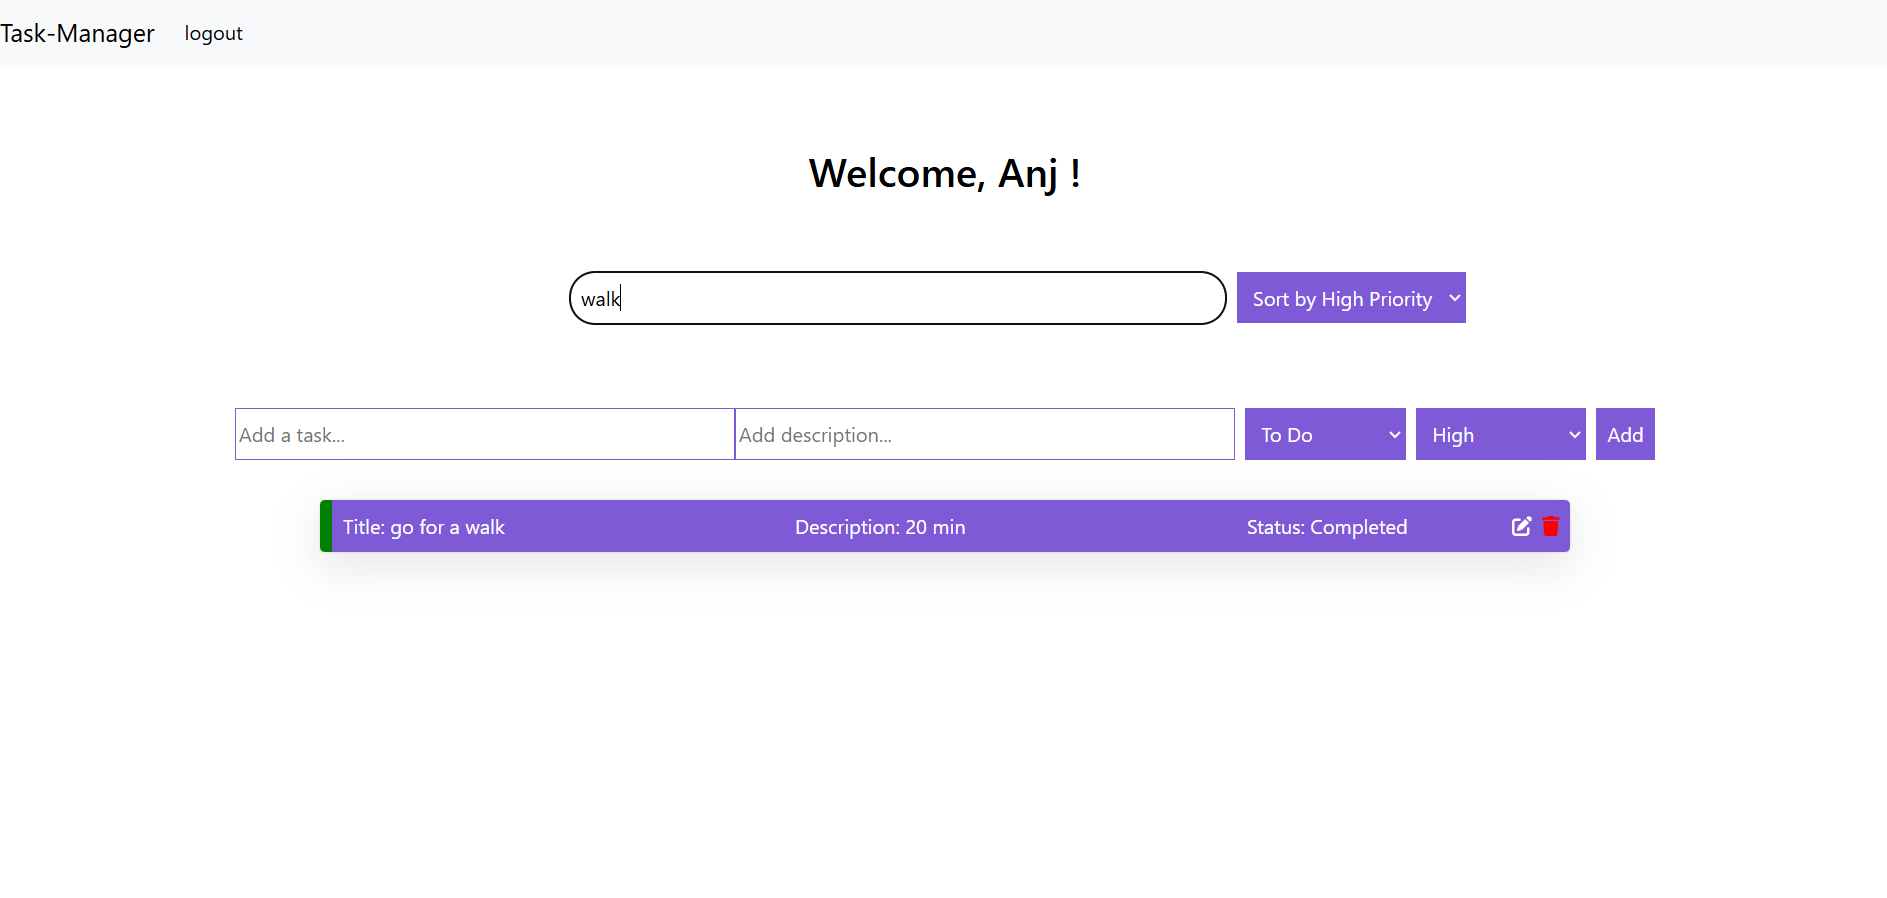 Task-Manager logout
Welcome, Anj !
walk Sort by High Priority
Add a task... Add description... To Do High Add
Title: go for a walk Description: 20 min Status: Completed